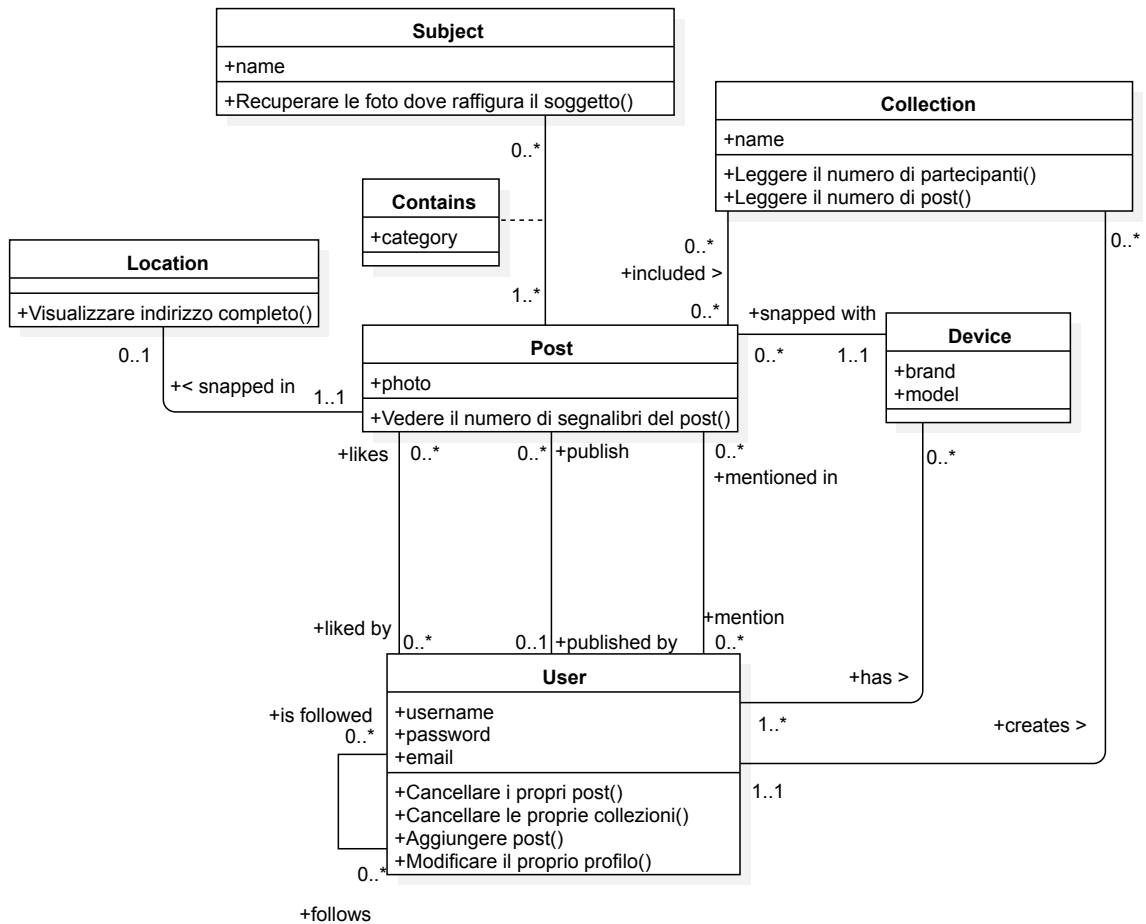 Subject
+name
+Recuperare le foto dove raffigura il soggetto()
Collection
+name
+Leggere il numero di partecipanti()
+Leggere il numero di post()
0..*
Contains
+category
0..*
0..*
+included >
Location
+Visualizzare indirizzo completo()
1..*
0..*
+snapped with
0..1
Post
0..*
1..1
Device
+brand
+model
+< snapped in
1..1
+photo
+Vedere il numero di segnalibri del post()
+likes
0..*
0..*
+publish
0..*
+mentioned in
0..*
+liked by
0..*
0..1
+published by
+mention
0..*
User
+username
+password
+email
+Cancellare i propri post()
+Cancellare le proprie collezioni()
+Aggiungere post()
+Modificare il proprio profilo()
+has >
1..*
+creates >
1..1
+is followed
0..*
0..*
+follows